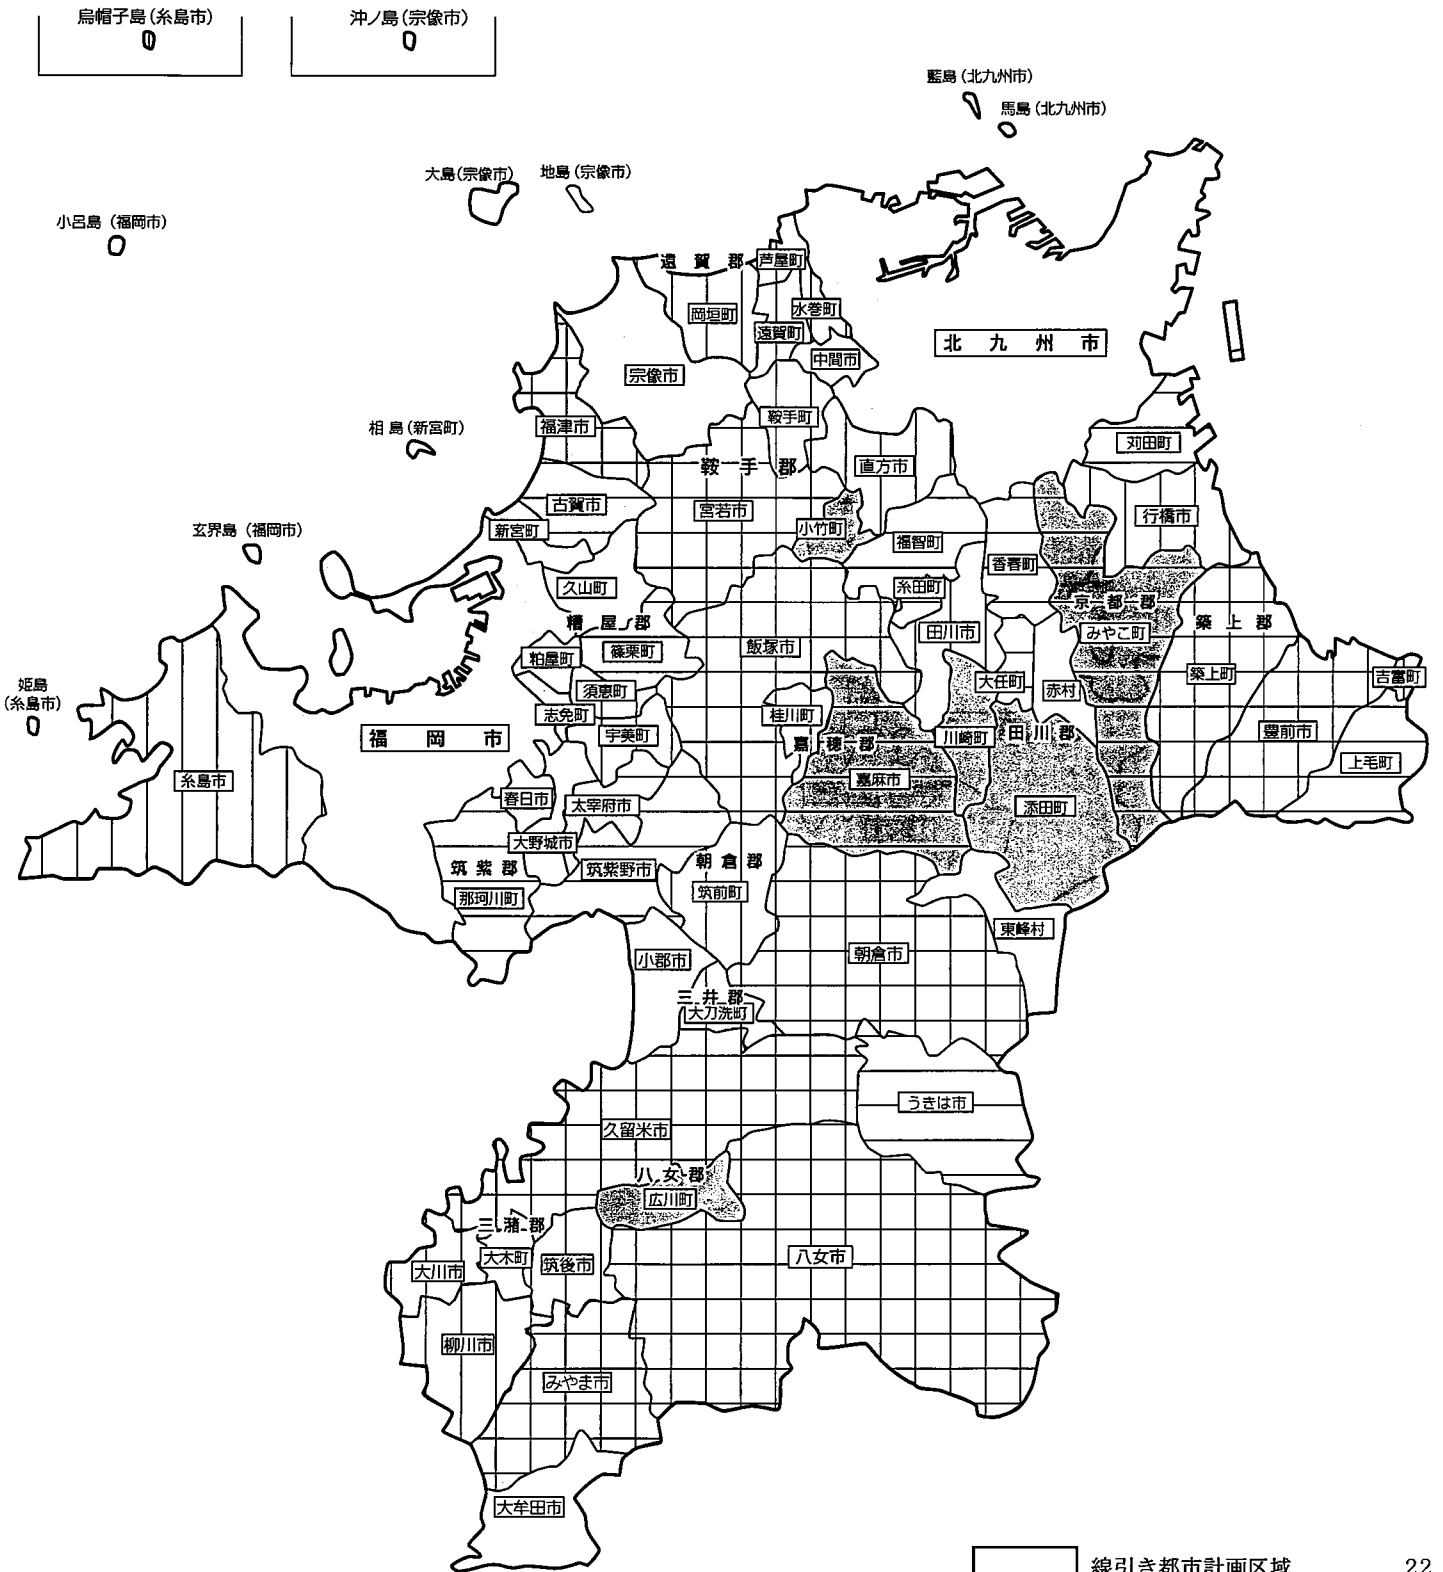 烏帽子島(糸島市)
沖ノ島(宗像市)
藍島(北九州市)
馬島(北九州市)
大島(宗像市)
地島(宗像市)
小呂島(福岡市)
遠賀郡
芦屋町
岡垣町
水巻町
遠賀町
中間市
北九州市
宗像市
鞍手町
福津市
相島(新宮町)
苅田町
鞍手郡
直方市
古賀市
宮若市
行橋市
新宮町
小竹町
玄界島(福岡市)
福智町
香春町
久山町
糸田町
京都郡
糟屋郡
田川市
みやこ町
築上郡
篠栗町
飯塚市
粕屋町
築上町
吉富町
姫島
(糸島市)
須恵町
大任町
赤村
志免町
桂川町
福岡市
宇美町
嘉穂郡
川崎町
田川郡
豊前市
上毛町
糸島市
嘉麻市
春日市
太宰府市
添田町
大野城市
筑紫郡
筑紫野市
朝倉郡
那珂川町
筑前町
東峰村
小郡市
朝倉市
三井郡
大刀洗町
うきは市
久留米市
八女郡
広川町
三潴郡
大木町
筑後市
八女市
大川市
柳川市
みやま市
大牟田市
線引き都市計画区域 22